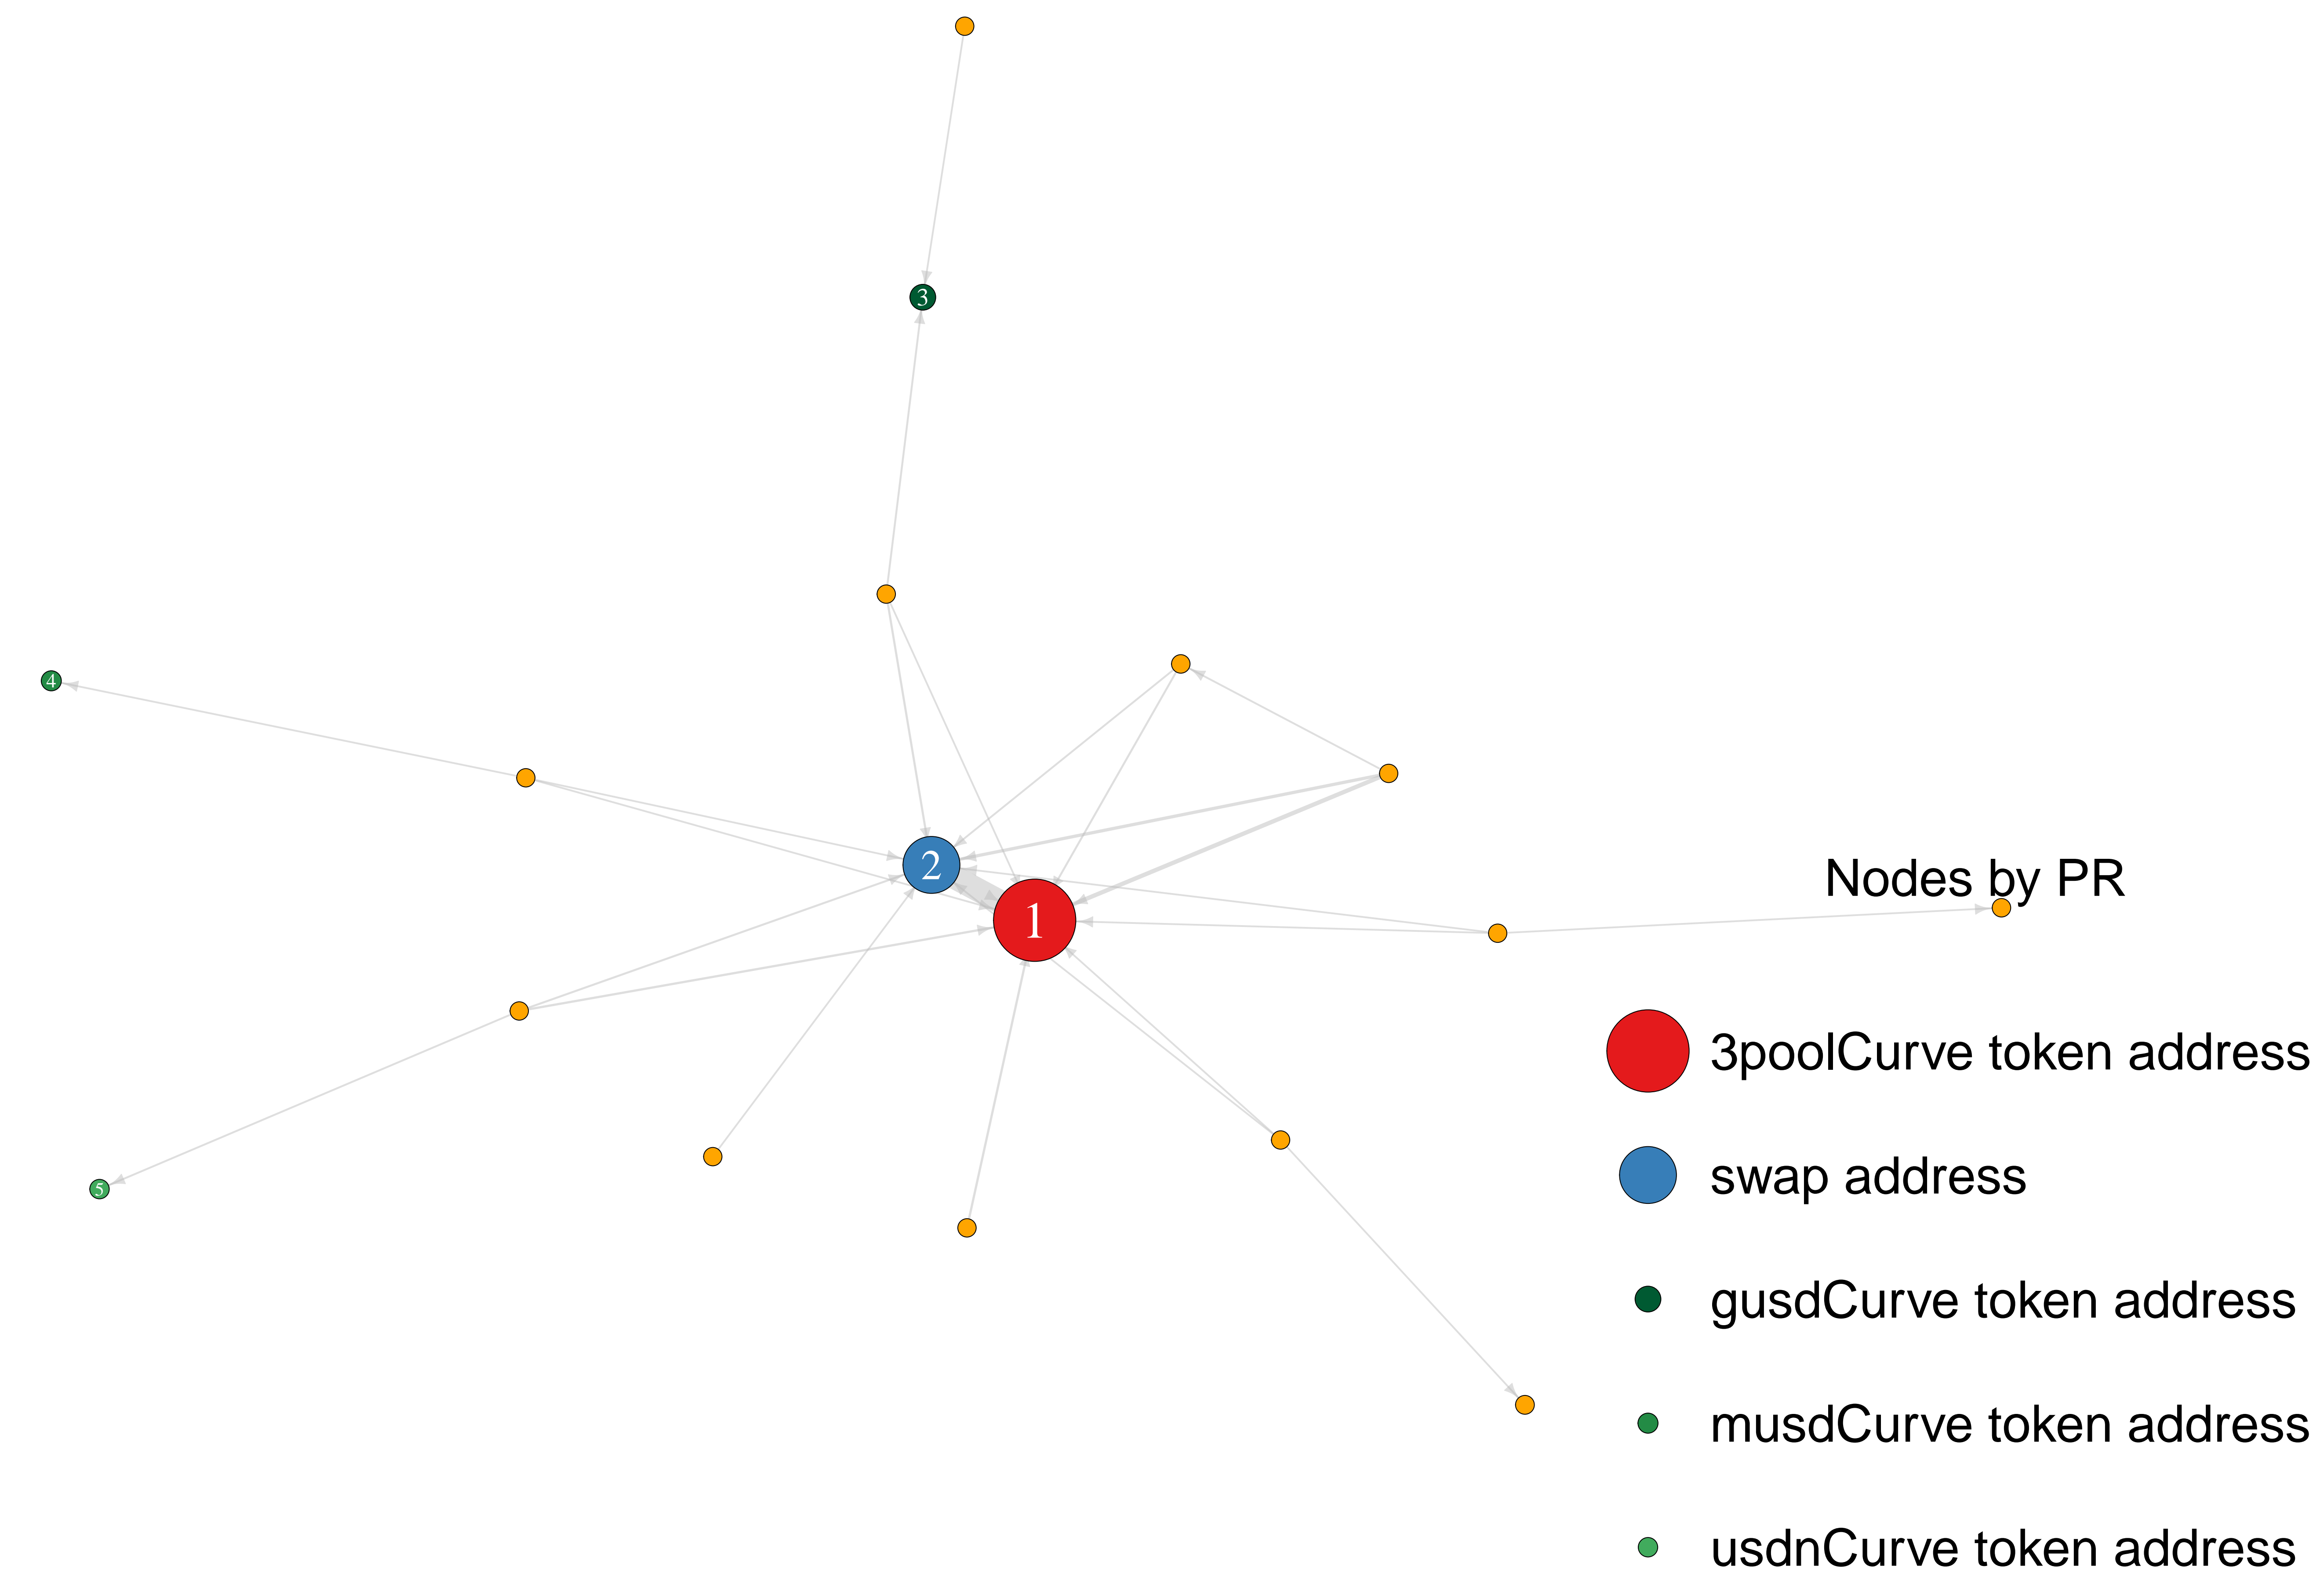 3
4
2
1
5
Nodes by PR
3poolCurve token address
swap address
gusdCurve token address
musdCurve token address
usdnCurve token address